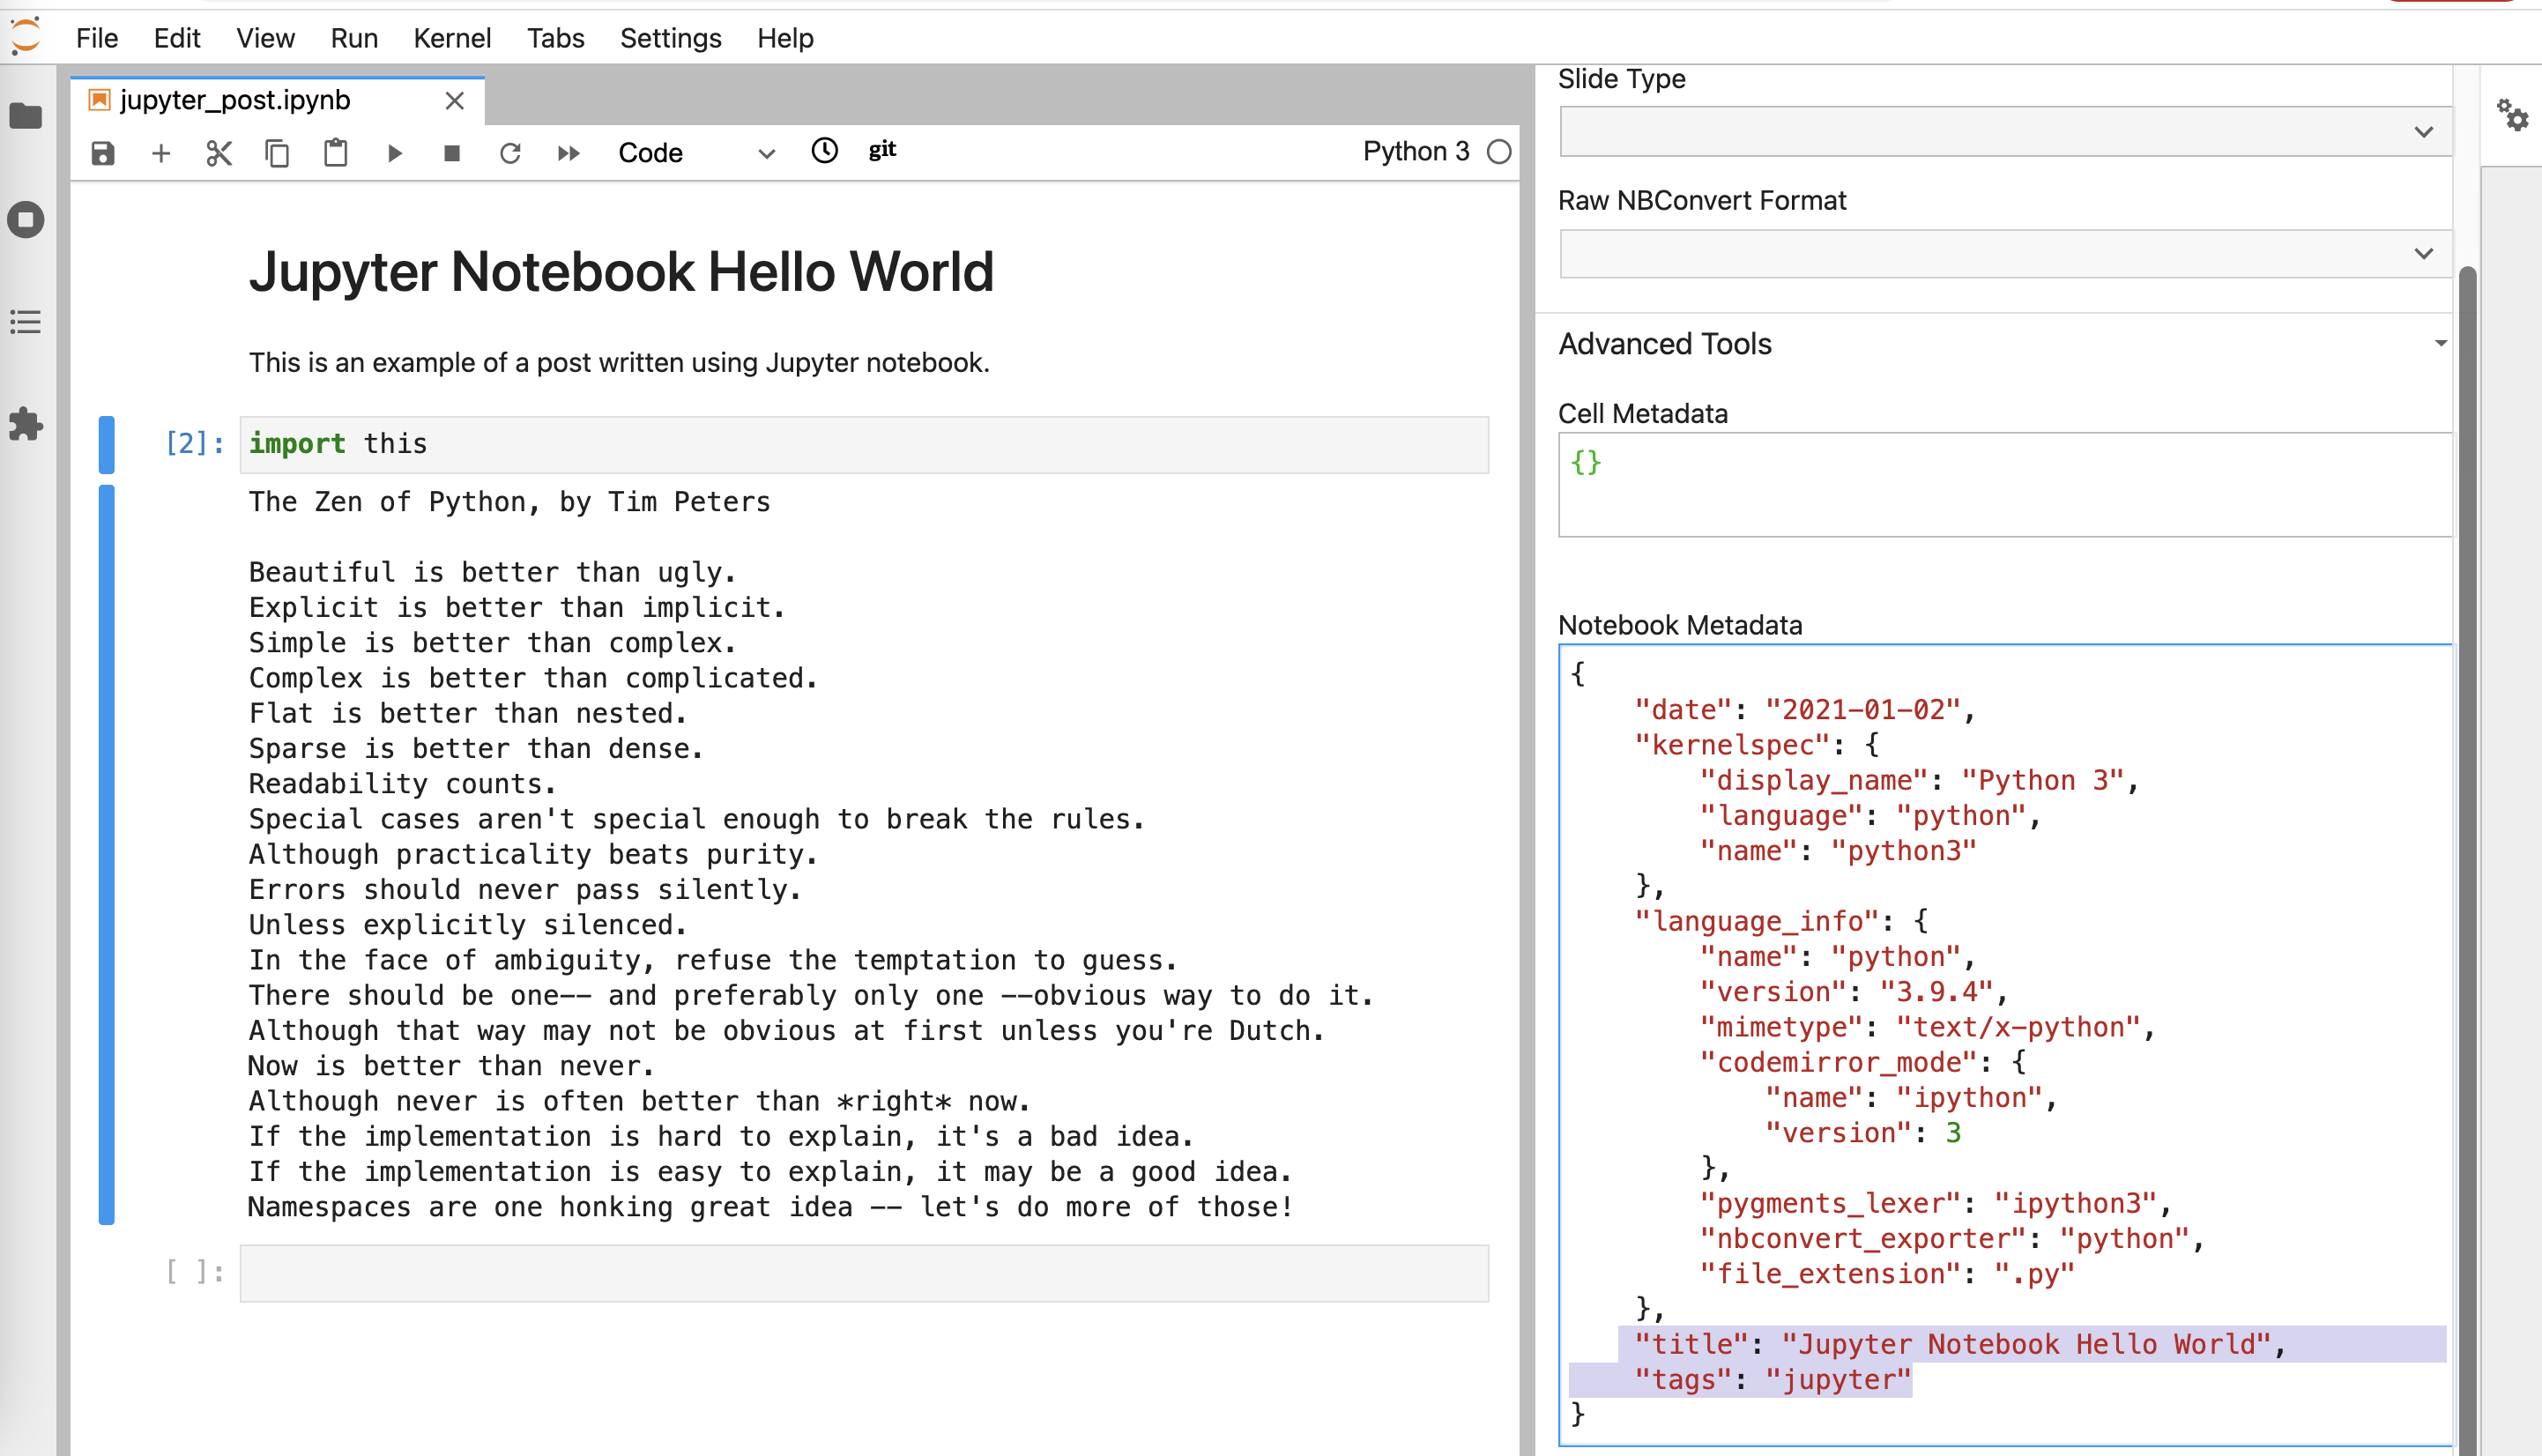 File Edit View Run Kernel Tabs Settings Help
jupyter_post.ipynb
Code git Python 3
Jupyter Notebook Hello World
This is an example of a post written using Jupyter notebook.
[2]: import this
The Zen of Python, by Tim Peters
Beautiful is better than ugly.
Explicit is better than implicit.
Simple is better than complex.
Complex is better than complicated.
Flat is better than nested.
Sparse is better than dense.
Readability counts.
Special cases aren't special enough to break the rules.
Although practicality beats purity.
Errors should never pass silently.
Unless explicitly silenced.
In the face of ambiguity, refuse the temptation to guess.
There should be one-- and preferably only one --obvious way to do it.
Although that way may not be obvious at first unless you're Dutch.
Now is better than never.
Although never is often better than *right* now.
If the implementation is hard to explain, it's a bad idea.
If the implementation is easy to explain, it may be a good idea.
Namespaces are one honking great idea -- let's do more of those!
[ ]:
Slide Type
Raw NBConvert Format
Advanced Tools
Cell Metadata
{}
Notebook Metadata
{
    "date": "2021-01-02",
    "kernelspec": {
        "display_name": "Python 3",
        "language": "python",
        "name": "python3"
    },
    "language_info": {
        "name": "python",
        "version": "3.9.4",
        "mimetype": "text/x-python",
        "codemirror_mode": {
            "name": "ipython",
            "version": 3
        },
        "pygments_lexer": "ipython3",
        "nbconvert_exporter": "python",
        "file_extension": ".py"
    },
    "title": "Jupyter Notebook Hello World",
    "tags": "jupyter"
}